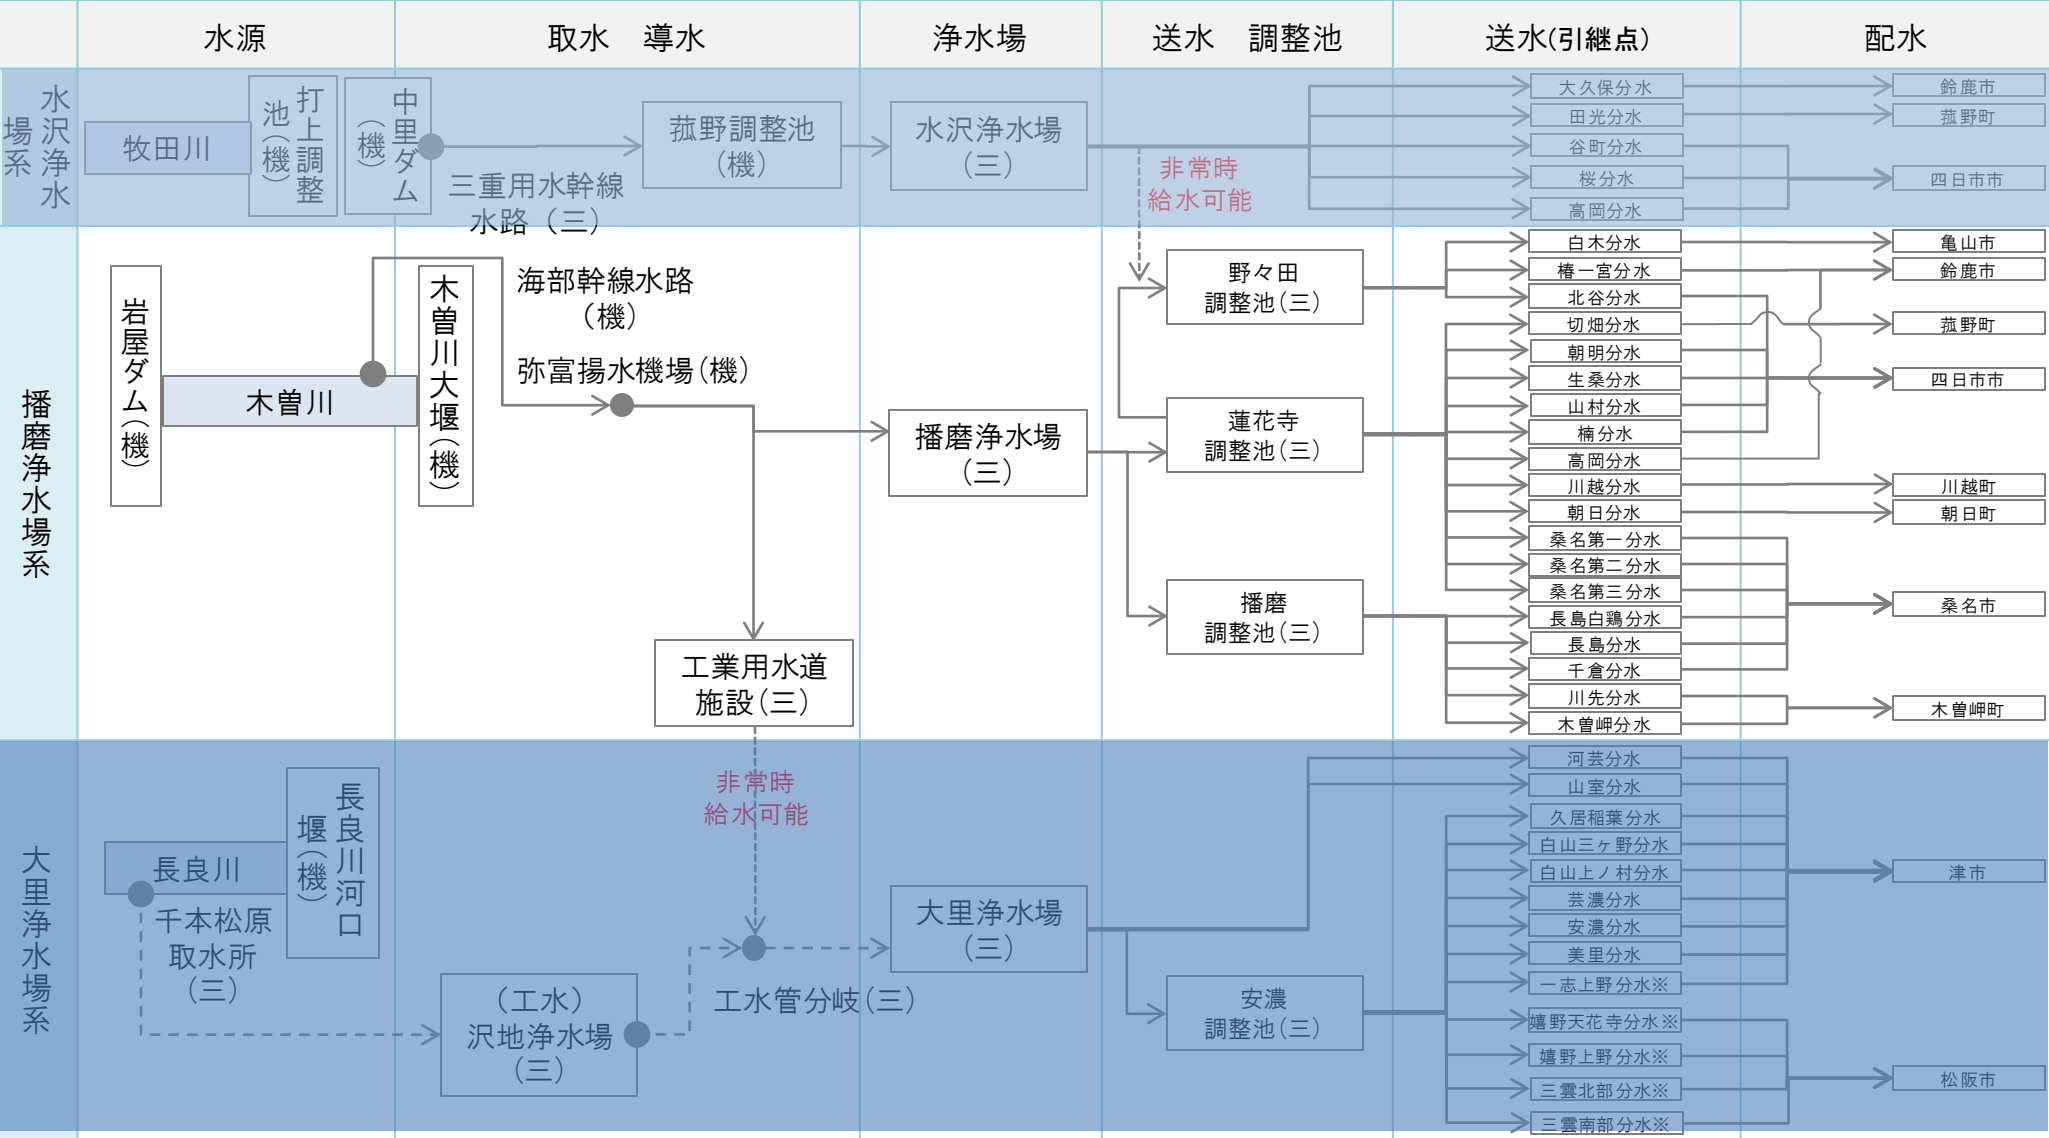 水源
取水　導水
浄水場
送水　調整池
送水(引継点)
配水
水沢浄水
場系
牧田川
打上調整
池(機)
中里ダム
(機)
三重用水幹線
水路（三）
菰野調整池
（機）
水沢浄水場
（三）
非常時
給水可能
大久保分水
田光分水
谷町分水
桜分水
高岡分水
鈴鹿市
菰野町
四日市市
播磨浄水場系
岩屋ダム(機)
木曽川
木曽川大堰(機)
海部幹線水路
（機）
弥富揚水機場(機)
工業用水道
施設(三)
播磨浄水場
（三）
野々田
調整池(三)
蓮花寺
調整池(三)
播磨
調整池(三)
白木分水
椿一宮分水
北谷分水
切畑分水
朝明分水
生桑分水
山村分水
楠分水
高岡分水
川越分水
朝日分水
桑名第一分水
桑名第二分水
桑名第三分水
長島白鶏分水
長島分水
千倉分水
川先分水
木曽岬分水
亀山市
鈴鹿市
菰野町
四日市市
川越町
朝日町
桑名市
木曽岬町
大里浄水場系
長良川
長良川河口
堰(機)
千本松原
取水所
（三）
非常時
給水可能
（工水）
沢地浄水場
（三）
工水管分岐(三)
大里浄水場
（三）
安濃
調整池(三)
河芸分水
山室分水
久居稲葉分水
白山三ヶ野分水
白山上ノ村分水
芸濃分水
安濃分水
美里分水
一志上野分水※
嬉野天花寺分水※
嬉野上野分水※
三雲北部分水※
三雲南部分水※
津市
松阪市